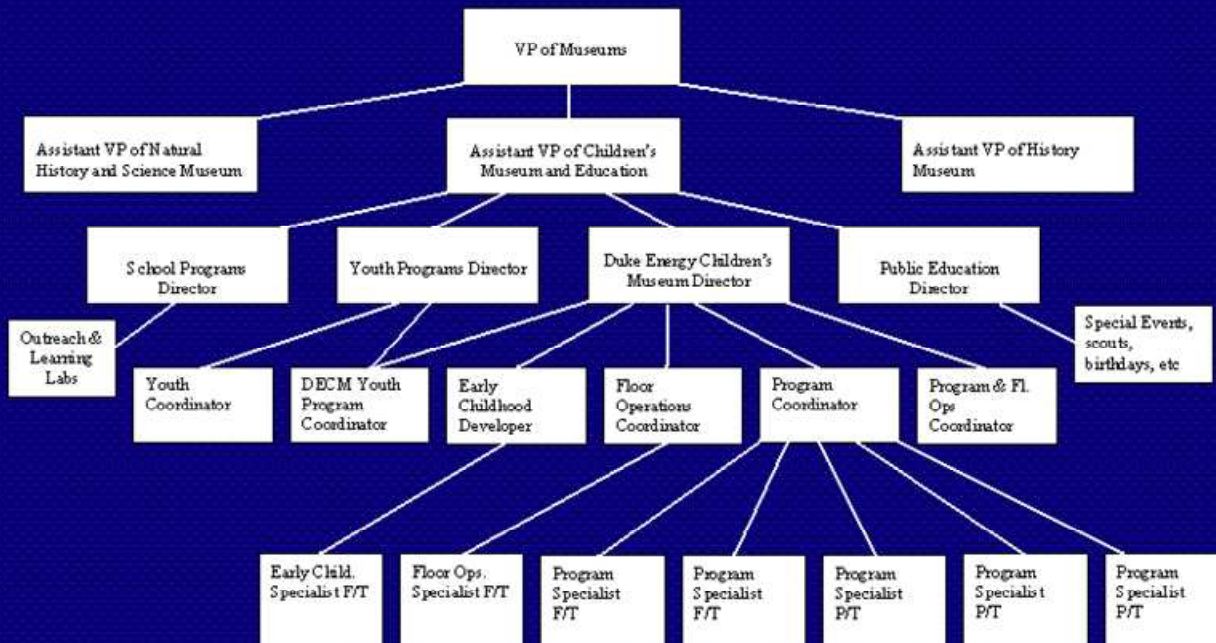 VP of Museums
Assistant VP of Natural
History and Science Museum
Assistant VP of Children's
Museum and Education
Assistant VP of History
Museum
School Programs
Director
Youth Programs Director
Duke Energy Children's
Museum Director
Public Education
Director
Outreach &
Learning
Labs
Special Events,
scouts,
birthdays, etc
Youth
Coordinator
DECM Youth
Program
Coordinator
Early
Childhood
Developer
Floor
Operations
Coordinator
Program
Coordinator
Program & Fl.
Ops
Coordinator
Early Child.
Specialist F/T
Floor Ops.
Specialist F/T
Program
Specialist
F/T
Program
Specialist
F/T
Program
Specialist
P/T
Program
Specialist
P/T
Program
Specialist
P/T